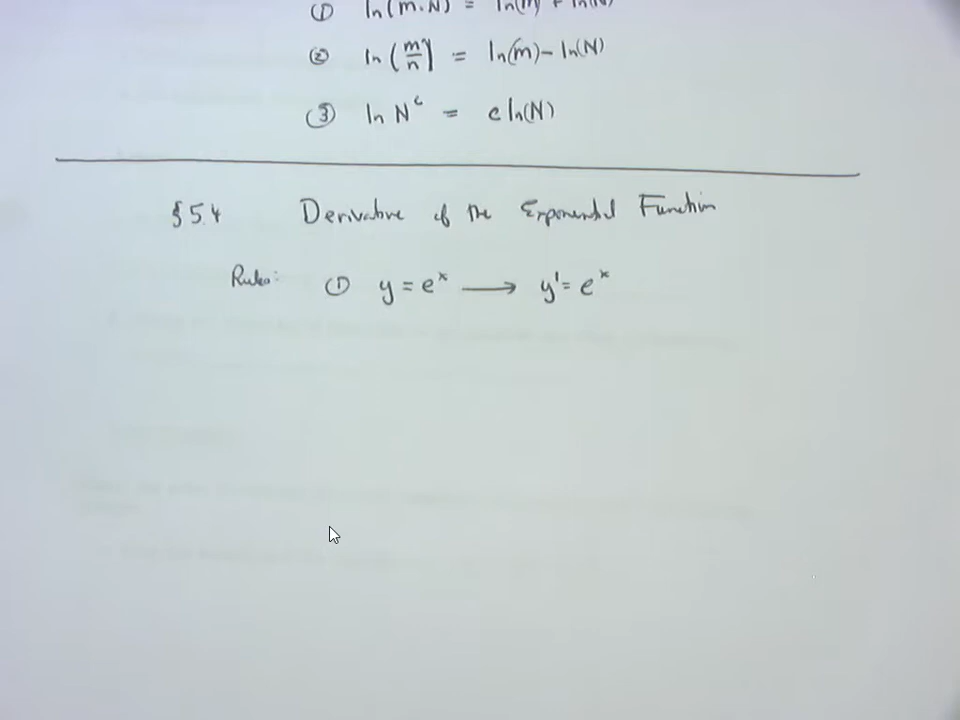 ① ln(M.N) = ln(M) + ln(N)
② ln(m/n) = ln(m) - ln(N)
③ ln N^c = c ln(N)
§ 5.4 Derivative of the Exponential Function
Rules: ① y = e^x → y' = e^x